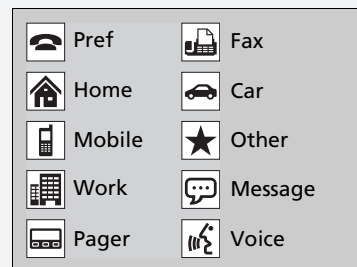 Pref
Fax
Home
Car
Mobile
Other
Work
Message
Pager
Voice